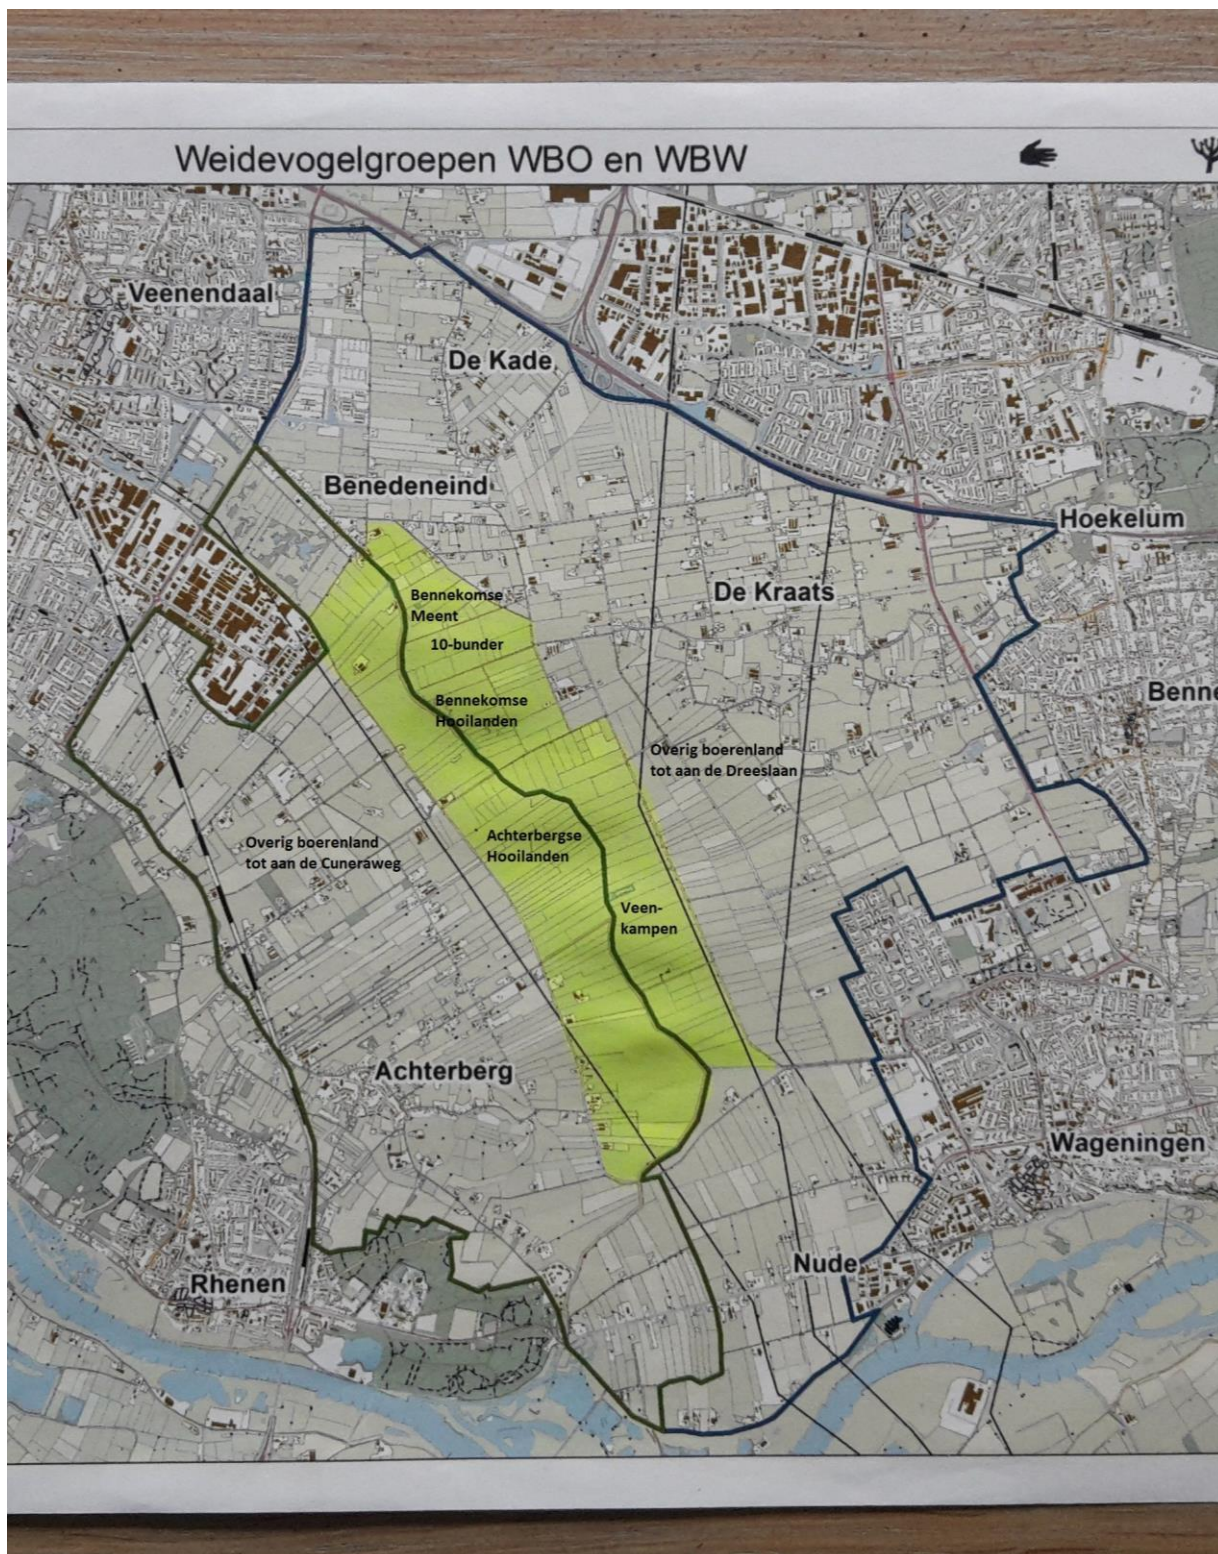 Weidevogelgroepen WBO en WBW
Veenendaal
De Kade
Benedeneind
Hoekelum
Bennekomse
Meent
De Kraats
10-bunder
Benne
Bennekomse
Hooilanden
Overig boerenland
tot aan de Dreeslaan
Overig boerenland
tot aan de Cuneraweg
Achterbergse
Hooilanden
Veen-
kampen
Achterberg
Wageningen
Nude
Rhenen